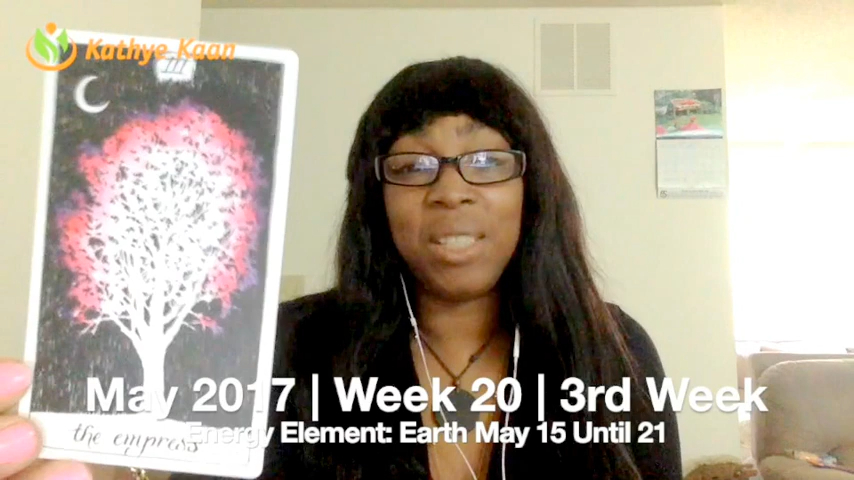 Kathye Kaan
III
May 2017 | Week 20 | 3rd Week
Energy Element: Earth May 15 Until 21
the empress